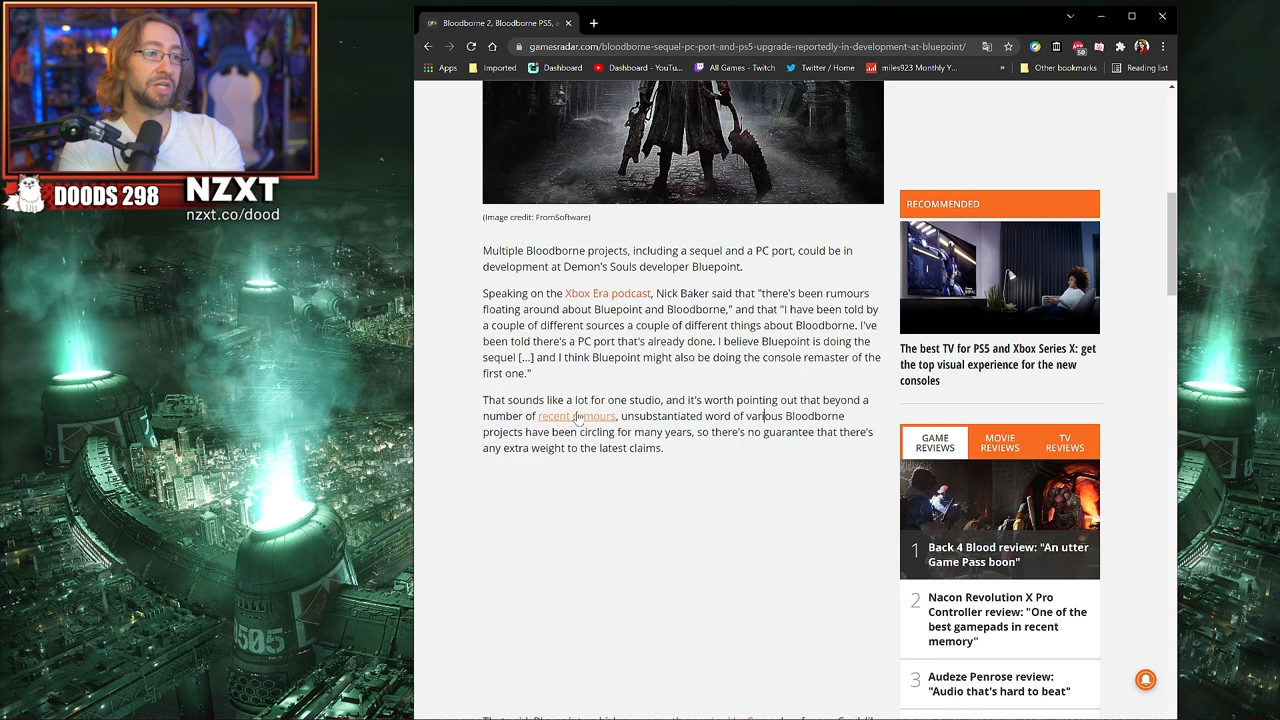 Bloodborne 2, Bloodborne PS5, a
gamesradar.com/bloodborne-sequel-pc-port-and-ps5-upgrade-reportedly-in-development-at-bluepoint/
58
Apps
Imported
Dashboard
Dashboard - YouTu...
All Games - Twitch
Twitter / Home
miles923 Monthly Y...
»
Other bookmarks
Reading list
DOODS 298
NZXT
nzxt.co/dood
(Image credit: FromSoftware)
Multiple Bloodborne projects, including a sequel and a PC port, could be in
development at Demon's Souls developer Bluepoint.
Speaking on the Xbox Era podcast, Nick Baker said that "there's been rumours
floating around about Bluepoint and Bloodborne," and that "I have been told by
a couple of different sources a couple of different things about Bloodborne. I've
been told there's a PC port that's already done. I believe Bluepoint is doing the
sequel [...] and I think Bluepoint might also be doing the console remaster of the
first one."
That sounds like a lot for one studio, and it's worth pointing out that beyond a
number of recent rumours, unsubstantiated word of various Bloodborne
projects have been circling for many years, so there's no guarantee that there's
any extra weight to the latest claims.
RECOMMENDED
The best TV for PS5 and Xbox Series X: get
the top visual experience for the new
consoles
GAME
REVIEWS
MOVIE
REVIEWS
TV
REVIEWS
1
Back 4 Blood review: "An utter
Game Pass boon"
2
Nacon Revolution X Pro
Controller review: "One of the
best gamepads in recent
memory"
3
Audeze Penrose review:
"Audio that's hard to beat"
4505